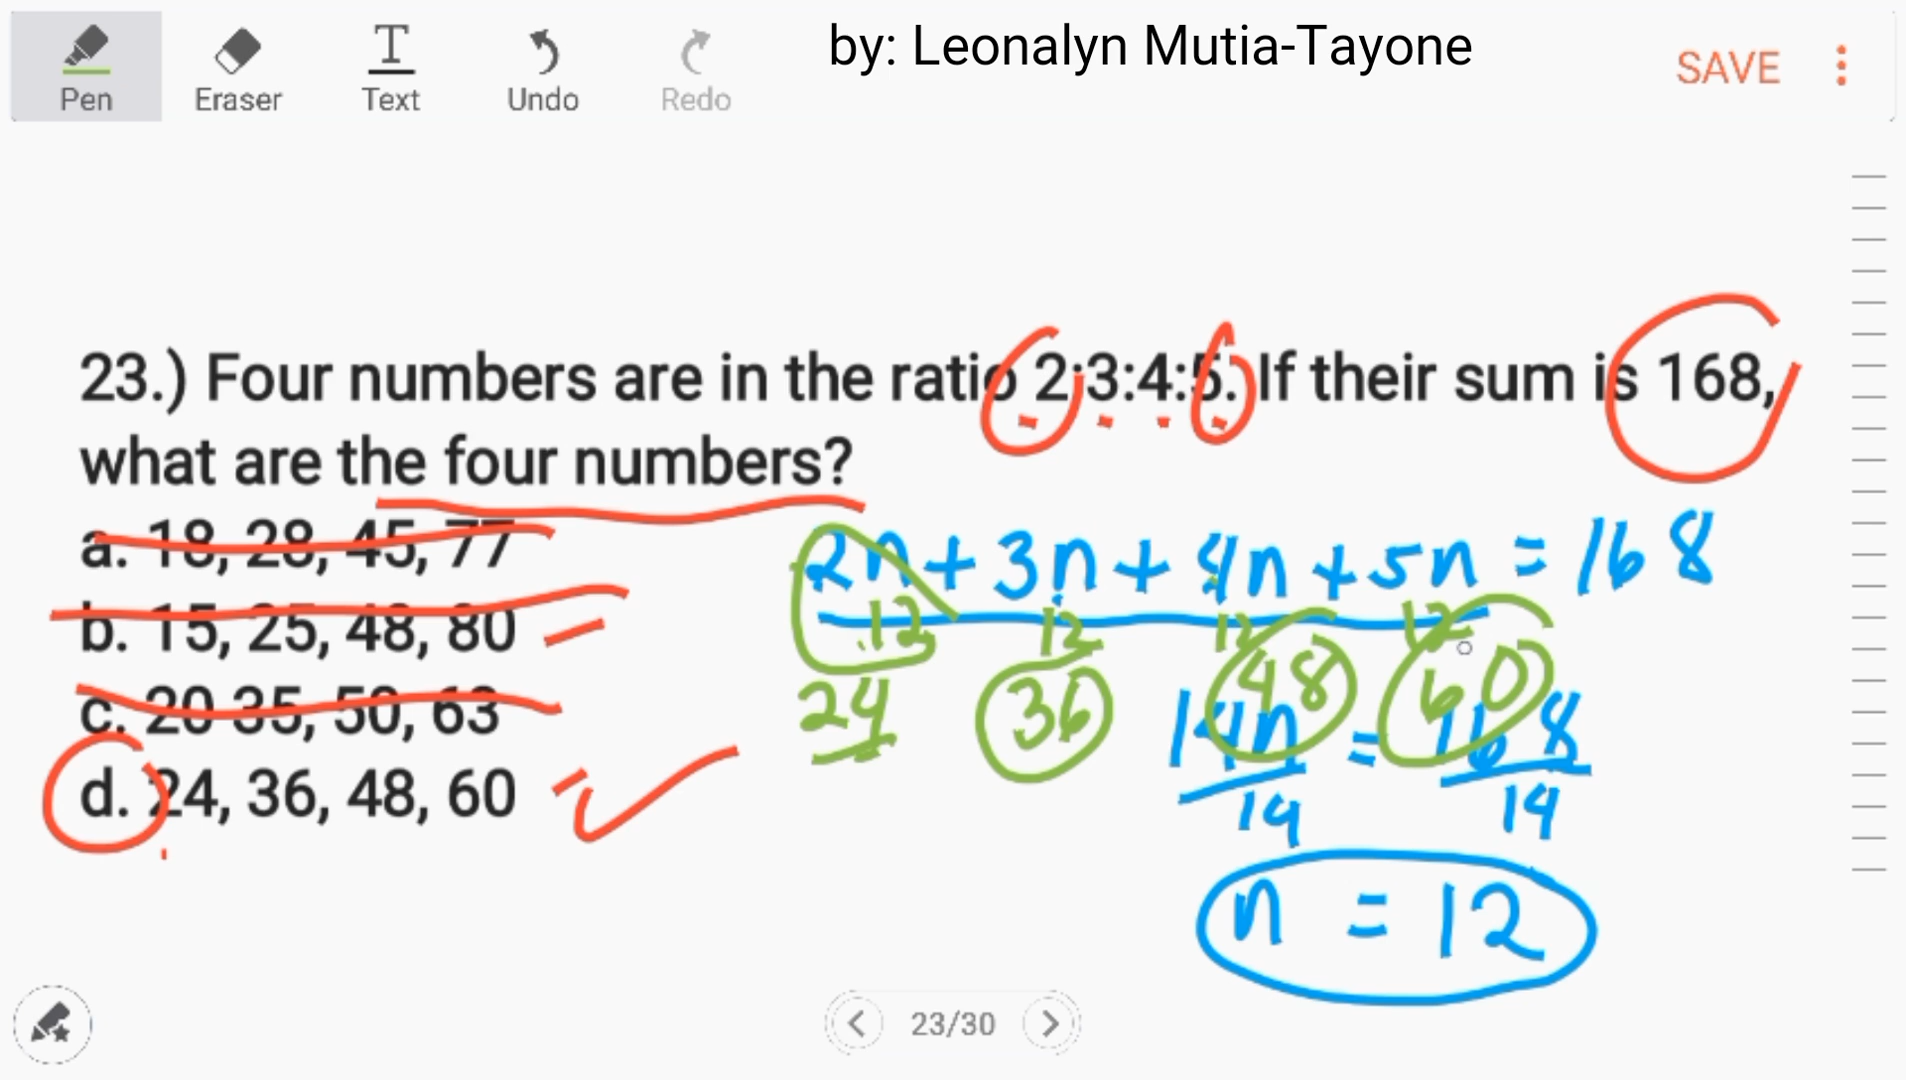 by: Leonalyn Mutia-Tayone
Pen Eraser Text Undo Redo SAVE
23.) Four numbers are in the ratio 2:3:4:5. If their sum is 168,
what are the four numbers?
a. 18, 28, 45, 77
b. 15, 25, 48, 80
c. 20 35, 50, 63
d. 24, 36, 48, 60
2n + 3n + 4n + 5n = 168
12 12 12 12
24 36 48 60
14n = 168
14 14
n = 12
23/30